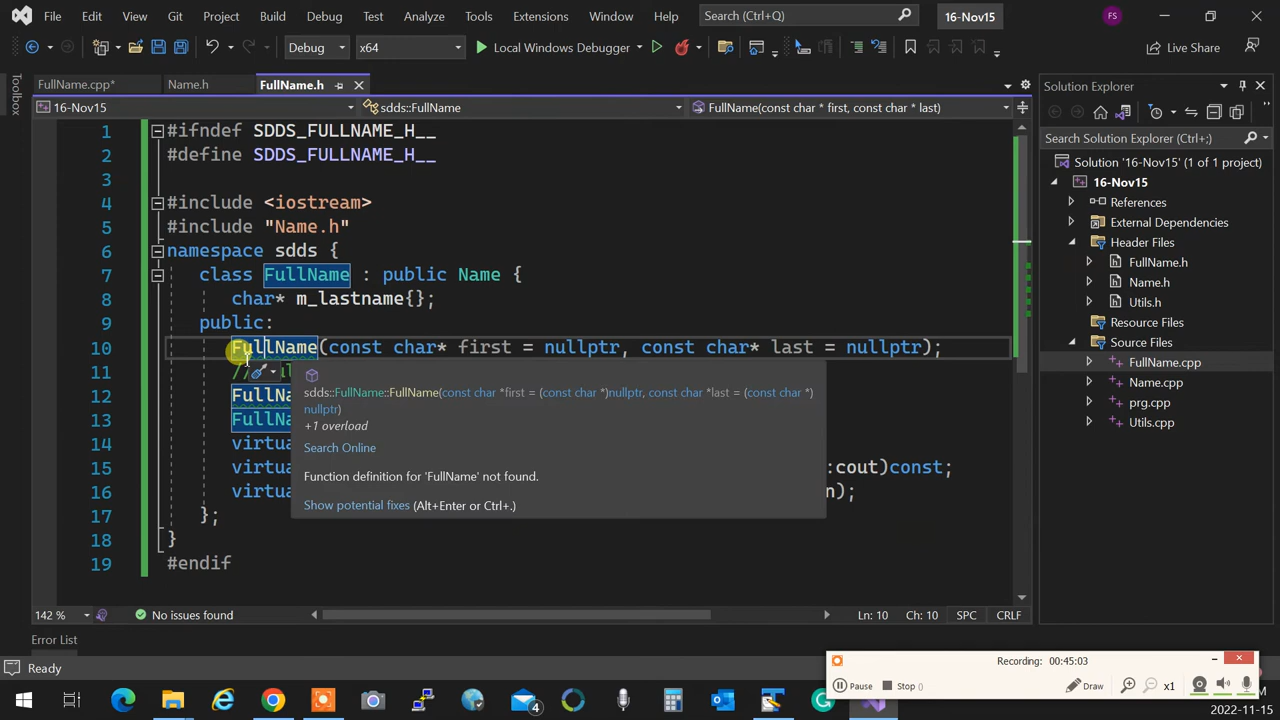 File Edit View Git Project Build Debug Test Analyze Tools Extensions Window Help Search (Ctrl+Q) 16-Nov15 FS
Debug x64 Local Windows Debugger Live Share
FullName.cpp* Name.h FullName.h
16-Nov15 sdds::FullName FullName(const char * first, const char * last)
Toolbox
1 #ifndef SDDS_FULLNAME_H__
2 #define SDDS_FULLNAME_H__
3
4 #include <iostream>
5 #include "Name.h"
6 namespace sdds {
7 class FullName : public Name {
8 char* m_lastname{};
9 public:
10 FullName(const char* first = nullptr, const char* last = nullptr);
11 //
12 FullNa
13 FullNa
14 virtua
15 virtua :cout)const;
16 virtua n);
17 };
18 }
19 #endif
sdds::FullName::FullName(const char *first = (const char *)nullptr, const char *last = (const char *)
nullptr)
+1 overload
Search Online
Function definition for 'FullName' not found.
Show potential fixes (Alt+Enter or Ctrl+.)
142 % No issues found Ln: 10 Ch: 10 SPC CRLF
Error List
Ready
Solution Explorer
Search Solution Explorer (Ctrl+;)
Solution '16-Nov15' (1 of 1 project)
16-Nov15
References
External Dependencies
Header Files
FullName.h
Name.h
Utils.h
Resource Files
Source Files
FullName.cpp
Name.cpp
prg.cpp
Utils.cpp
Recording: 00:45:03
Pause Stop () Draw x1
4
2022-11-15